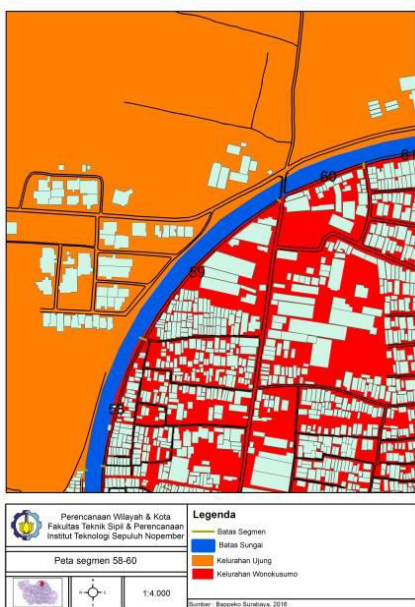 60
61
59
58
Perencanaan Wilayah & Kota
Fakultas Teknik Sipil & Perencanaan
Institut Teknologi Sepuluh Nopember
Peta segmen 58-60
1:4.000
Legenda
Batas Segmen
Batas Sungai
Kelurahan Ujung
Kelurahan Wonokusumo
Sumber : Bappeko Surabaya, 2016